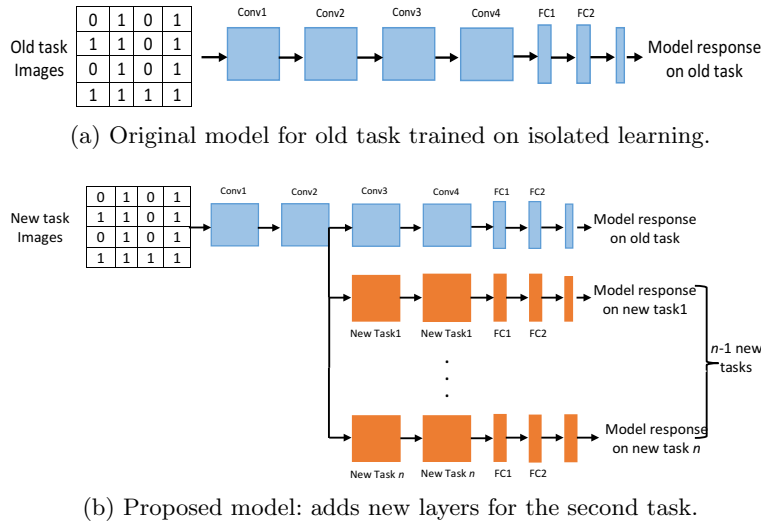 Conv1 Conv2 Conv3 Conv4 FC1 FC2
Old task
Images
0 1 0 1
1 1 0 1
0 1 0 1
1 1 1 1
Model response
on old task
(a) Original model for old task trained on isolated learning.
Conv1 Conv2 Conv3 Conv4 FC1 FC2
New task
Images
0 1 0 1
1 1 0 1
0 1 0 1
1 1 1 1
Model response
on old task
Model response
on new task1
New Task1 New Task1 FC1 FC2
n-1 new
tasks
Model response
on new task n
New Task n New Task n FC1 FC2
(b) Proposed model: adds new layers for the second task.